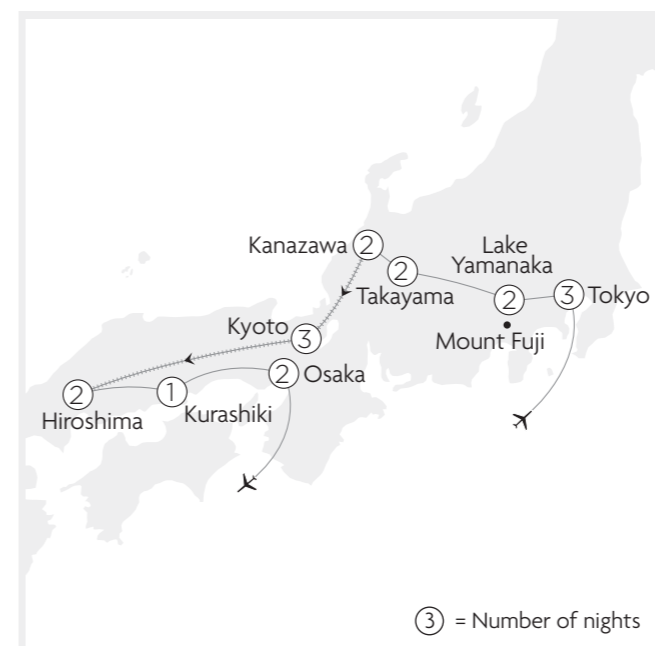 Kanazawa 2
2
Takayama
Lake
Yamanaka
2
3 Tokyo
Mount Fuji
Kyoto
3
2 Osaka
2
Hiroshima
1
Kurashiki
3 = Number of nights